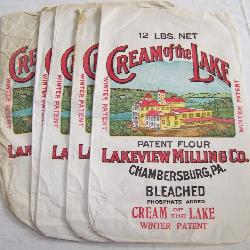 12 LBS. NET
CREAM of the LAKE
WINTER PATENT
WINTER PATENT
PATENT FLOUR
LAKEVIEW MILLING CO.
CHAMBERSBURG, PA.
BLEACHED
PHOSPHATE ADDED
CREAM OF THE LAKE
WINTER PATENT